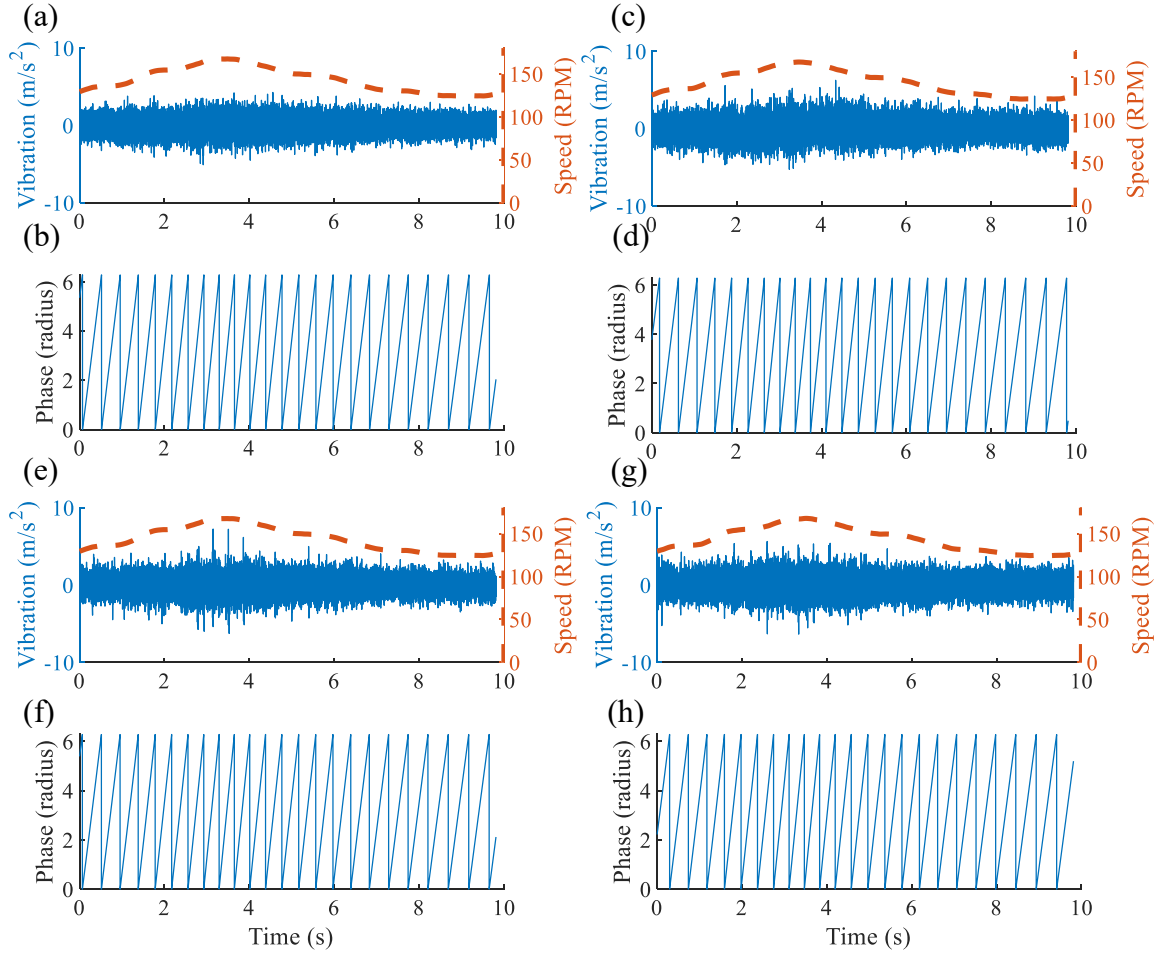 (a)
10
0
-10
Vibration (m/s²)
150
100
50
0
Speed (RPM)
0 2 4 6 8 10
(c)
10
0
-10
Vibration (m/s²)
150
100
50
0
Speed (RPM)
0 2 4 6 8 10
(b)
6
4
2
0
Phase (radius)
0 2 4 6 8 10
(d)
6
4
2
0
Phase (radius)
0 2 4 6 8 10
(e)
10
0
-10
Vibration (m/s²)
150
100
50
0
Speed (RPM)
0 2 4 6 8 10
(g)
10
0
-10
Vibration (m/s²)
150
100
50
0
Speed (RPM)
0 2 4 6 8 10
(f)
6
4
2
0
Phase (radius)
0 2 4 6 8 10
Time (s)
(h)
6
4
2
0
Phase (radius)
0 2 4 6 8 10
Time (s)